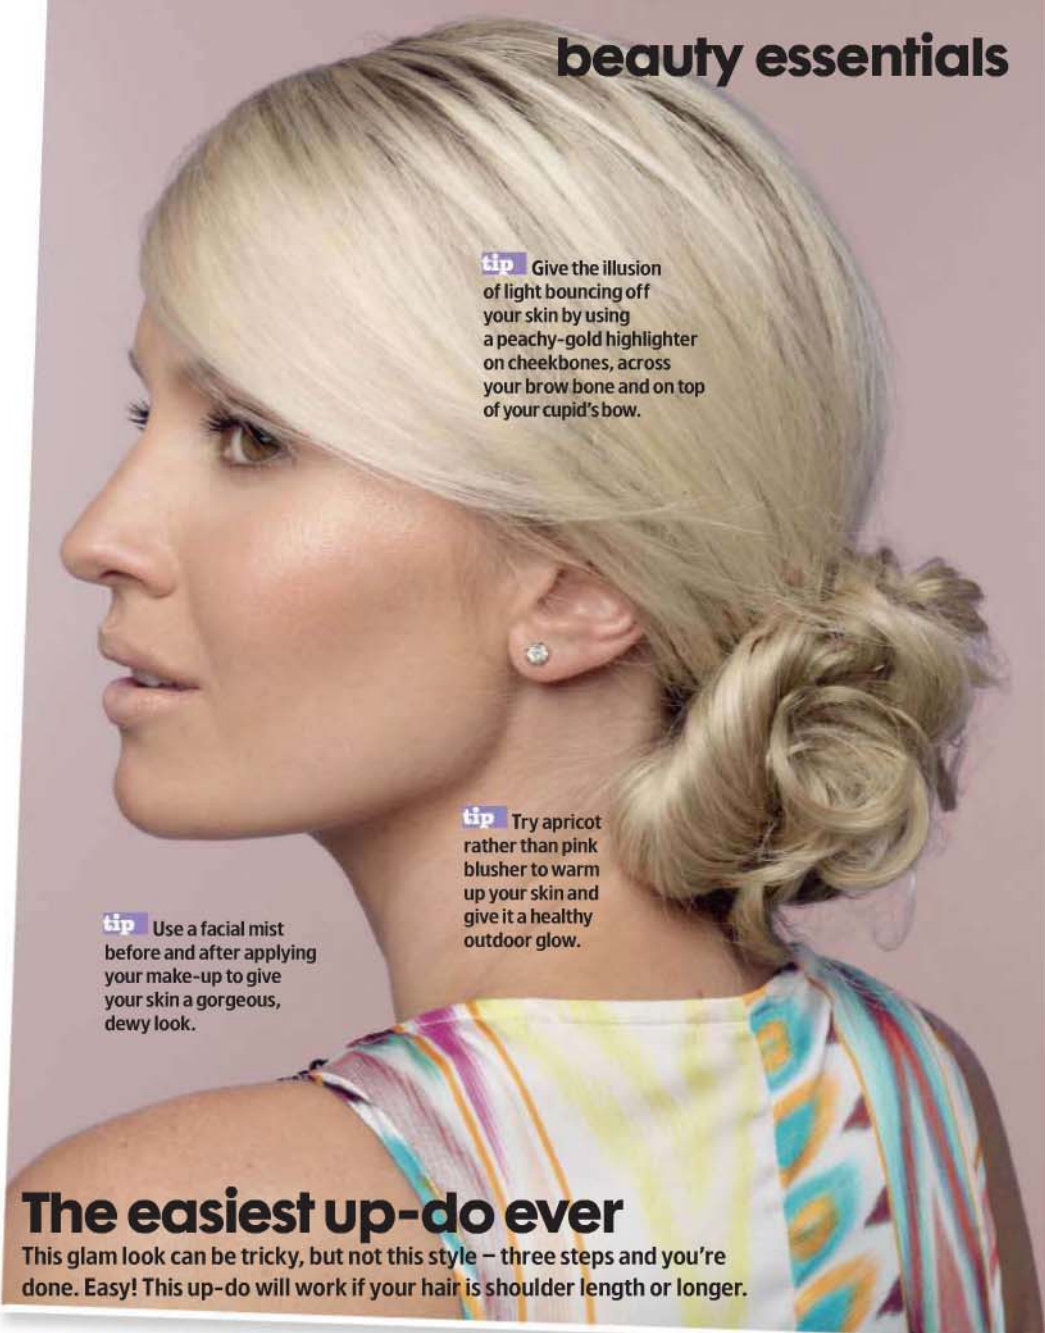 beauty essentials
tip Give the illusion
of light bouncing off
your skin by using
a peachy-gold highlighter
on cheekbones, across
your brow bone and on top
of your cupid's bow.
tip Try apricot
rather than pink
blusher to warm
up your skin and
give it a healthy
outdoor glow.
tip Use a facial mist
before and after applying
your make-up to give
your skin a gorgeous,
dewy look.
The easiest up-do ever
This glam look can be tricky, but not this style – three steps and you're
done. Easy! This up-do will work if your hair is shoulder length or longer.